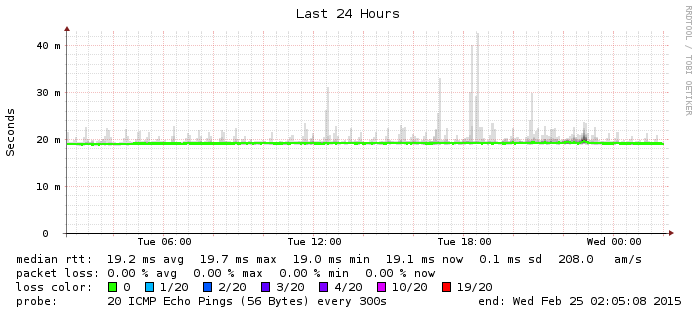 Last 24 Hours
RRDTOOL / TOBI OETIKER
Seconds
40 m
30 m
20 m
10 m
0
Tue 06:00 Tue 12:00 Tue 18:00 Wed 00:00
median rtt: 19.2 ms avg 19.7 ms max 19.0 ms min 19.1 ms now 0.1 ms sd 208.0 am/s
packet loss: 0.00 % avg 0.00 % max 0.00 % min 0.00 % now
loss color: 0 1/20 2/20 3/20 4/20 10/20 19/20
probe: 20 ICMP Echo Pings (56 Bytes) every 300s end: Wed Feb 25 02:05:08 2015